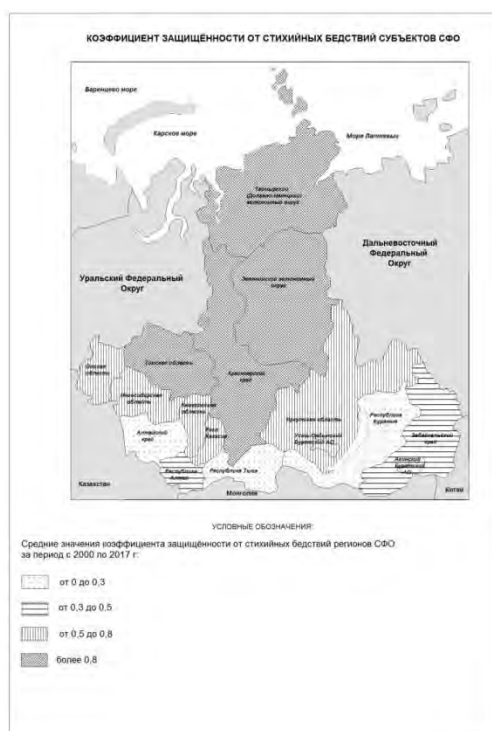 КОЭФФИЦИЕНТ ЗАЩИЩЁННОСТИ ОТ СТИХИЙНЫХ БЕДСТВИЙ СУБЪЕКТОВ СФО
Баренцево море
Карское море
Море Лаптевых
Таймырский
(Долгано-Ненецкий)
автономный округ
Дальневосточный
Федеральный
Округ
Уральский Федеральный
Округ
Эвенкийский автономный
округ
Томская область
Омская
область
Красноярский
край
Новосибирская
область
Кемеровская
область
Республика
Бурятия
Иркутская область
Алтайский
край
Респ.
Хакасия
Усть-Ордынский
Бурятский АО
Забайкальский
край
Агинский
Бурятский
АО
Республика
Алтай
Республика Тыва
Казахстан
Монголия
Китай
УСЛОВНЫЕ ОБОЗНАЧЕНИЯ:
Средние значения коэффициента защищённости от стихийных бедствий регионов СФО
за период с 2000 по 2017 г:
от 0 до 0,3
от 0,3 до 0,5
от 0,5 до 0,8
более 0,8